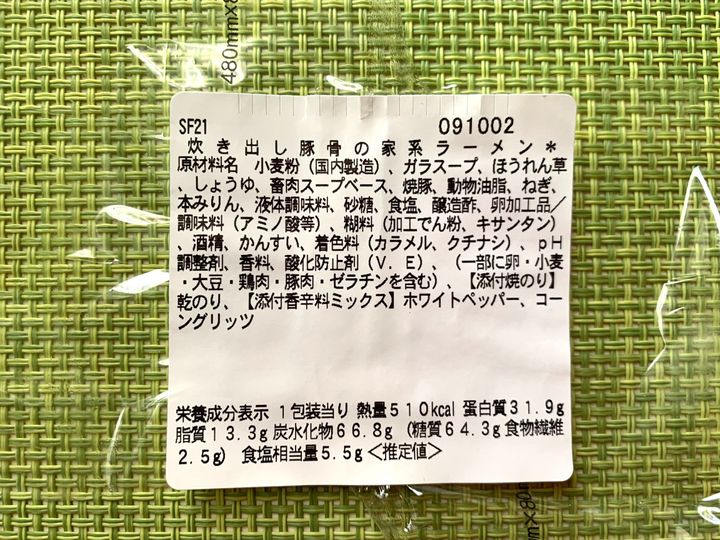 480mm×8
SF21 091002
炊き出し豚骨の家系ラーメン*
原材料名 小麦粉(国内製造)、ガラスープ、ほうれん草
、しょうゆ、畜肉スープベース、焼豚、動物油脂、ねぎ、
本みりん、液体調味料、砂糖、食塩、醸造酢、卵加工品/
調味料(アミノ酸等)、糊料(加工でん粉、キサンタン)
、酒精、かんすい、着色料(カラメル、クチナシ)、pH
調整剤、香料、酸化防止剤(V.E)、(一部に卵・小麦
・大豆・鶏肉・豚肉・ゼラチンを含む)、【添付焼のり】
乾のり、【添付香辛料ミックス】ホワイトペッパー、コー
ングリッツ
栄養成分表示 1包装当り 熱量510kcal 蛋白質31.9g
脂質13.3g 炭水化物66.8g (糖質64.3g 食物繊維
2.5g) 食塩相当量5.5g<推定値>